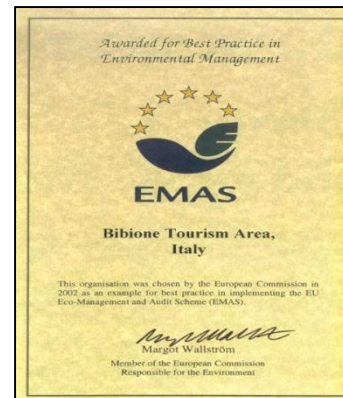 Awarded for Best Practice in
Environmental Management
EMAS
Bibione Tourism Area,
Italy
This organisation was chosen by the European Commission in
2002 as an example for best practice in implementing the EU
Eco-Management and Audit Scheme (EMAS).
Margot Wallström
Member of the European Commission
Responsible for the Environment